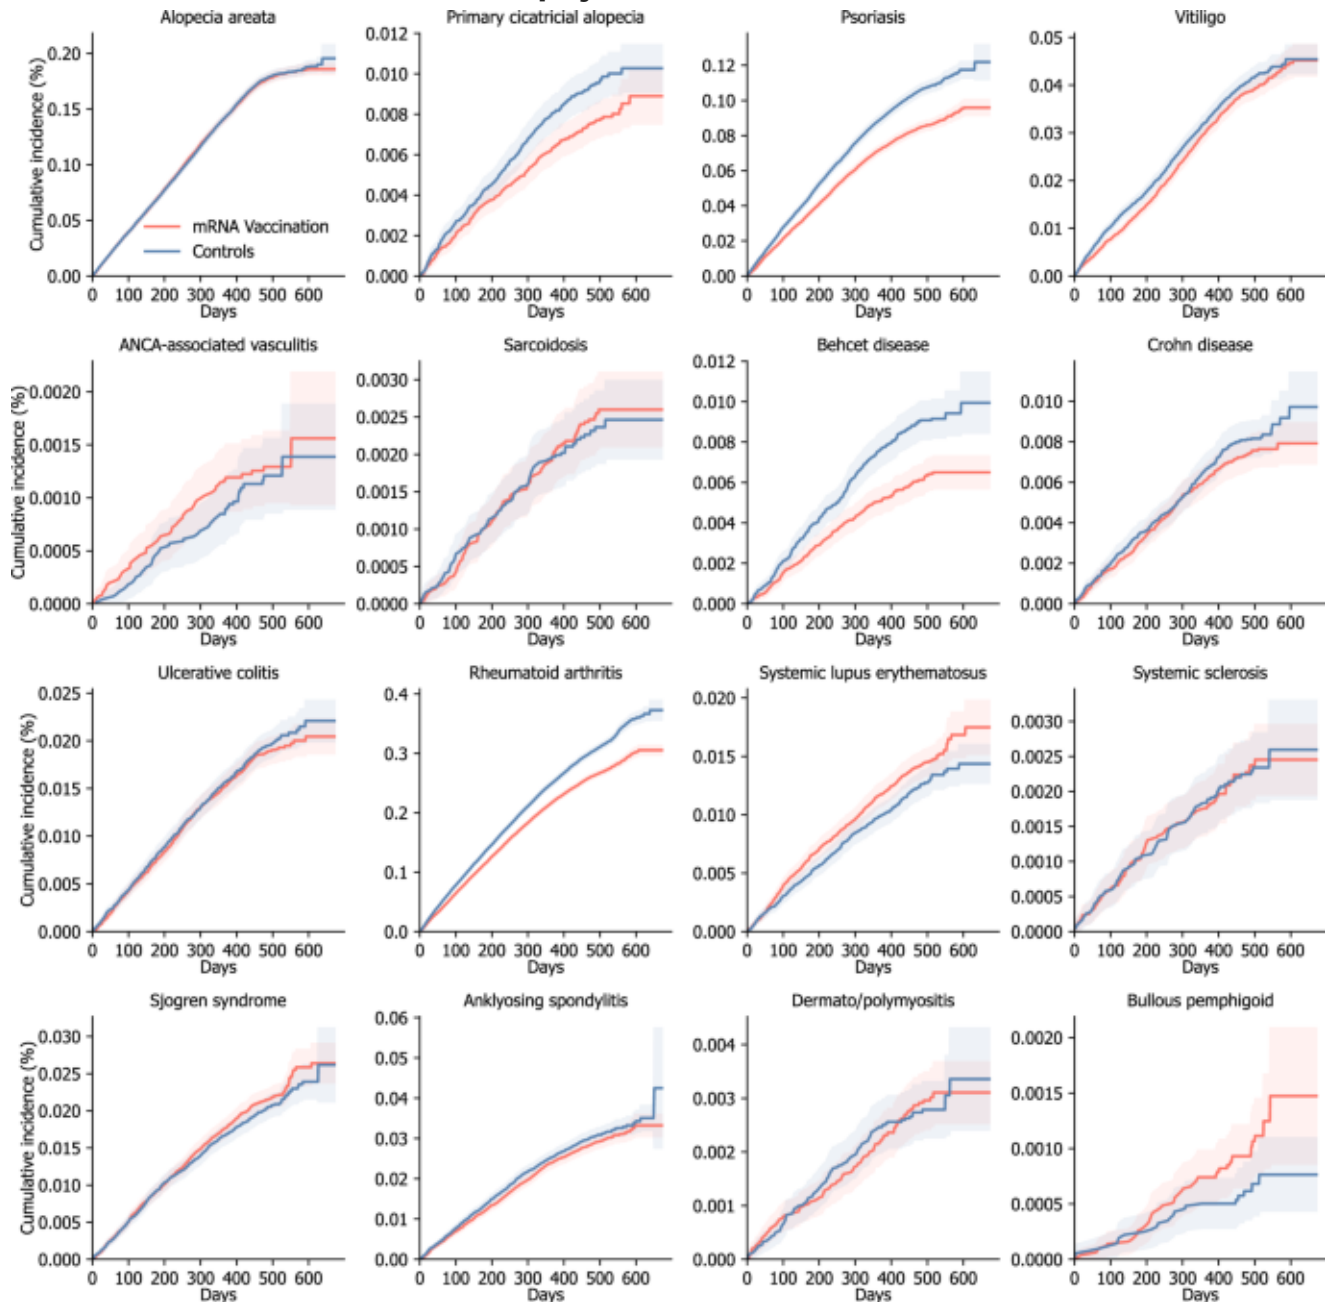 Alopecia areata
Cumulative incidence (%)
0.20
0.15
0.10
0.05
0.00
mRNA Vaccination
Controls
0 100 200 300 400 500 600
Days
Primary cicatricial alopecia
0.012
0.010
0.008
0.006
0.004
0.002
0.000
0 100 200 300 400 500 600
Days
Psoriasis
0.12
0.10
0.08
0.06
0.04
0.02
0.00
0 100 200 300 400 500 600
Days
Vitiligo
0.05
0.04
0.03
0.02
0.01
0.00
0 100 200 300 400 500 600
Days
ANCA-associated vasculitis
Cumulative incidence (%)
0.0020
0.0015
0.0010
0.0005
0.0000
0 100 200 300 400 500 600
Days
Sarcoidosis
0.0030
0.0025
0.0020
0.0015
0.0010
0.0005
0.0000
0 100 200 300 400 500 600
Days
Behcet disease
0.012
0.010
0.008
0.006
0.004
0.002
0.000
0 100 200 300 400 500 600
Days
Crohn disease
0.010
0.008
0.006
0.004
0.002
0.000
0 100 200 300 400 500 600
Days
Ulcerative colitis
Cumulative incidence (%)
0.025
0.020
0.015
0.010
0.005
0.000
0 100 200 300 400 500 600
Days
Rheumatoid arthritis
0.4
0.3
0.2
0.1
0.0
0 100 200 300 400 500 600
Days
Systemic lupus erythematosus
0.020
0.015
0.010
0.005
0.000
0 100 200 300 400 500 600
Days
Systemic sclerosis
0.0030
0.0025
0.0020
0.0015
0.0010
0.0005
0.0000
0 100 200 300 400 500 600
Days
Sjogren syndrome
Cumulative incidence (%)
0.030
0.025
0.020
0.015
0.010
0.005
0.000
0 100 200 300 400 500 600
Days
Anklyosing spondylitis
0.06
0.05
0.04
0.03
0.02
0.01
0.00
0 100 200 300 400 500 600
Days
Dermato/polymyositis
0.004
0.003
0.002
0.001
0.000
0 100 200 300 400 500 600
Days
Bullous pemphigoid
0.0020
0.0015
0.0010
0.0005
0.0000
0 100 200 300 400 500 600
Days